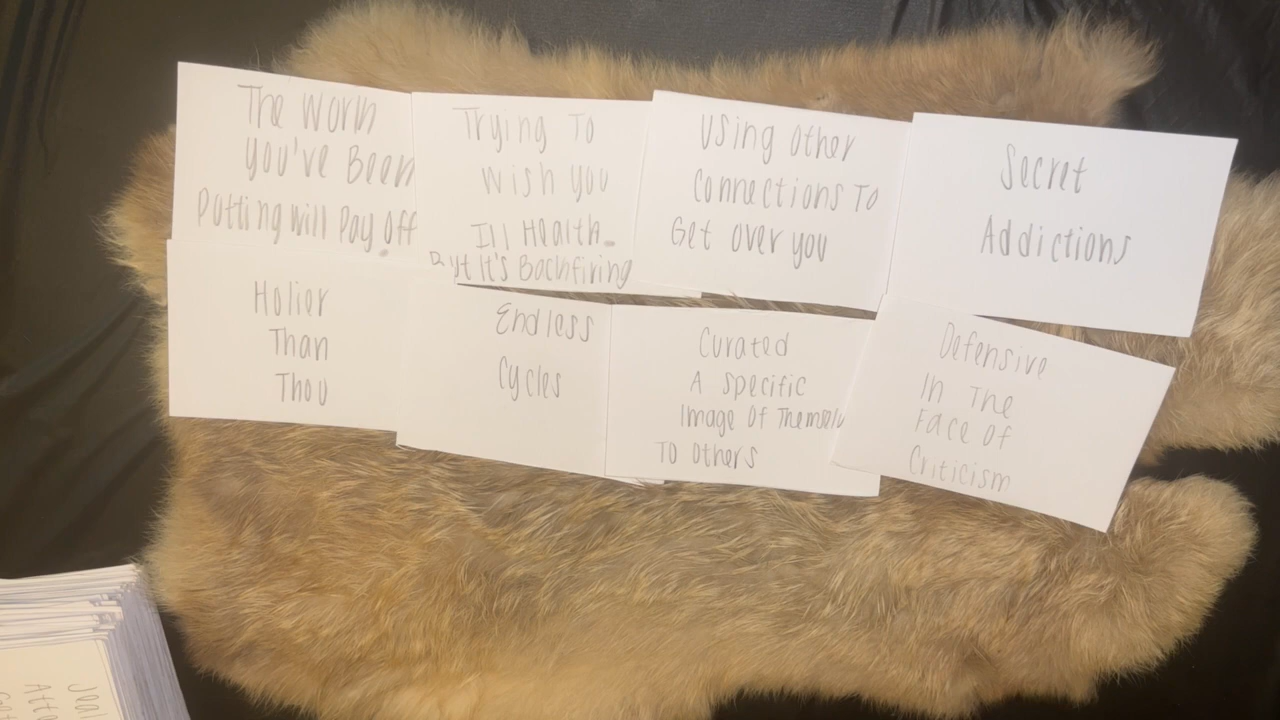 The Work
You've Been
Putting Will Pay Off.
Trying To
Wish You
Ill Health.
But It's Backfiring
Using Other
Connections To
Get Over You
Secret
Addictions
Holier
Than
Thou
Endless
Cycles
Curated
A Specific
Image Of
To Others
Defensive
In The
Face Of
Criticism